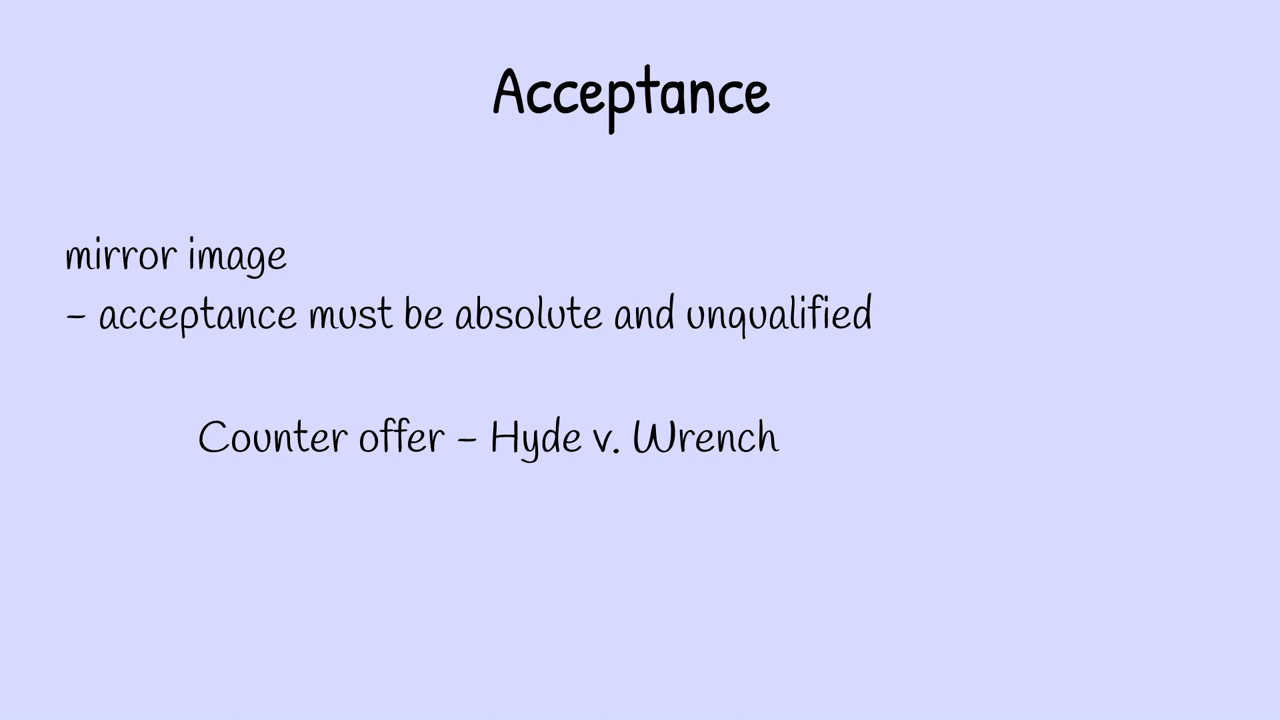 Acceptance
mirror image
- acceptance must be absolute and unqualified
Counter offer - Hyde v. Wrench